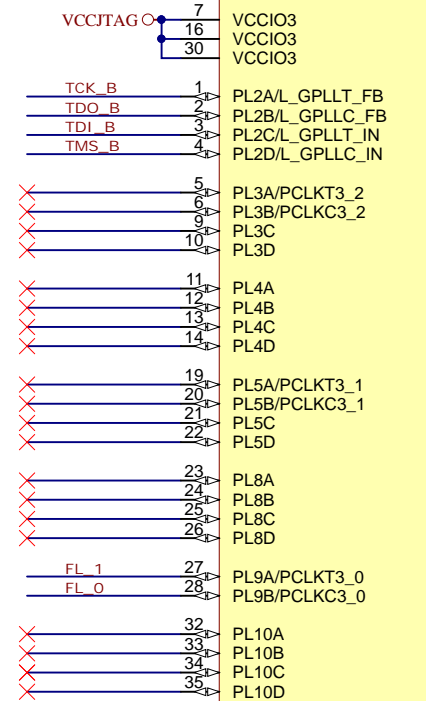 VCCJTAG 7 VCCIO3
16 VCCIO3
30 VCCIO3
TCK_B 1 PL2A/L_GPLLT_FB
TDO_B 2 PL2B/L_GPLLC_FB
TDI_B 3 PL2C/L_GPLLT_IN
TMS_B 4 PL2D/L_GPLLC_IN
5 PL3A/PCLKT3_2
6 PL3B/PCLKC3_2
9 PL3C
10 PL3D
11 PL4A
12 PL4B
13 PL4C
14 PL4D
19 PL5A/PCLKT3_1
20 PL5B/PCLKC3_1
21 PL5C
22 PL5D
23 PL8A
24 PL8B
25 PL8C
26 PL8D
FL_1 27 PL9A/PCLKT3_0
FL_0 28 PL9B/PCLKC3_0
32 PL10A
33 PL10B
34 PL10C
35 PL10D